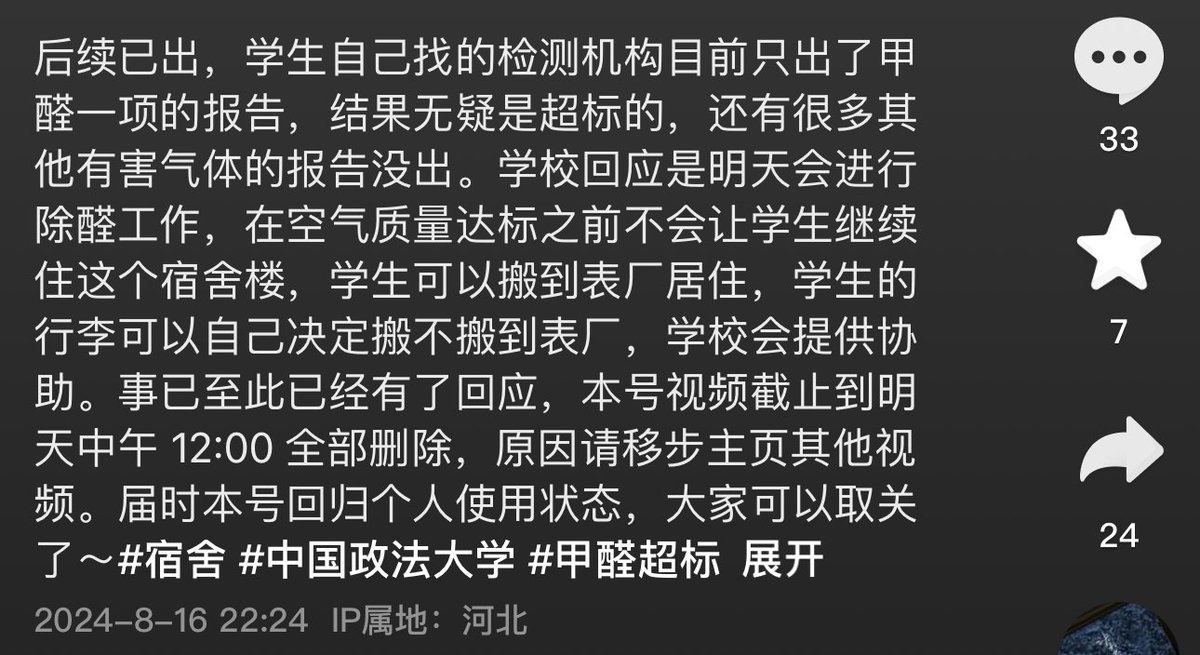 后续已出，学生自己找的检测机构目前只出了甲
醛一项的报告，结果无疑是超标的，还有很多其
他有害气体的报告没出。学校回应是明天会进行
除醛工作，在空气质量达标之前不会让学生继续
住这个宿舍楼，学生可以搬到表厂居住，学生的
行李可以自己决定搬不搬到表厂，学校会提供协
助。事已至此已经有了回应，本号视频截止到明
天中午 12:00 全部删除，原因请移步主页其他视
频。届时本号回归个人使用状态，大家可以取关
了～#宿舍 #中国政法大学 #甲醛超标 展开
2024-8-16 22:24 IP属地：河北
33
7
24